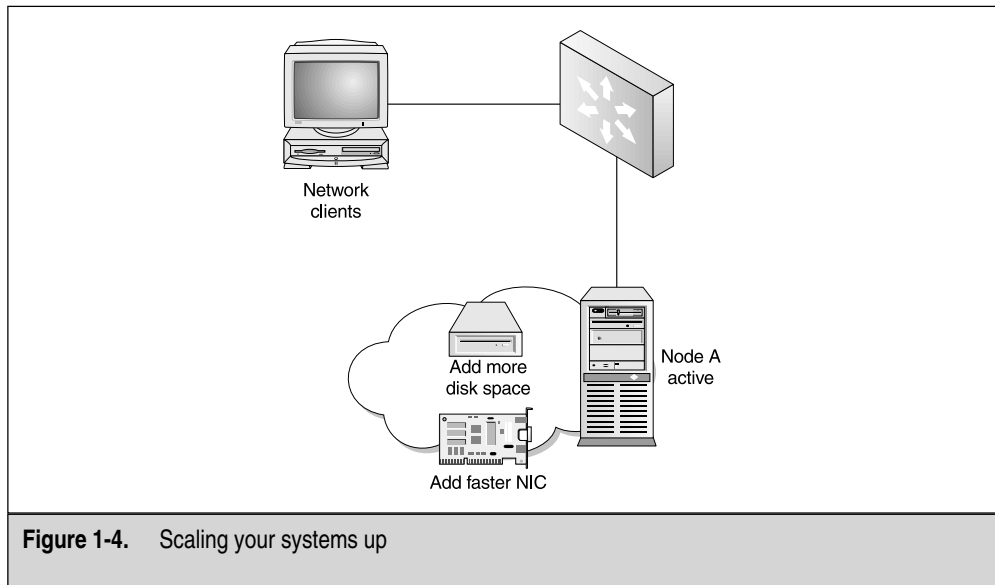 Network
clients
Add more
disk space
Node A
active
Add faster NIC
Figure 1-4. Scaling your systems up